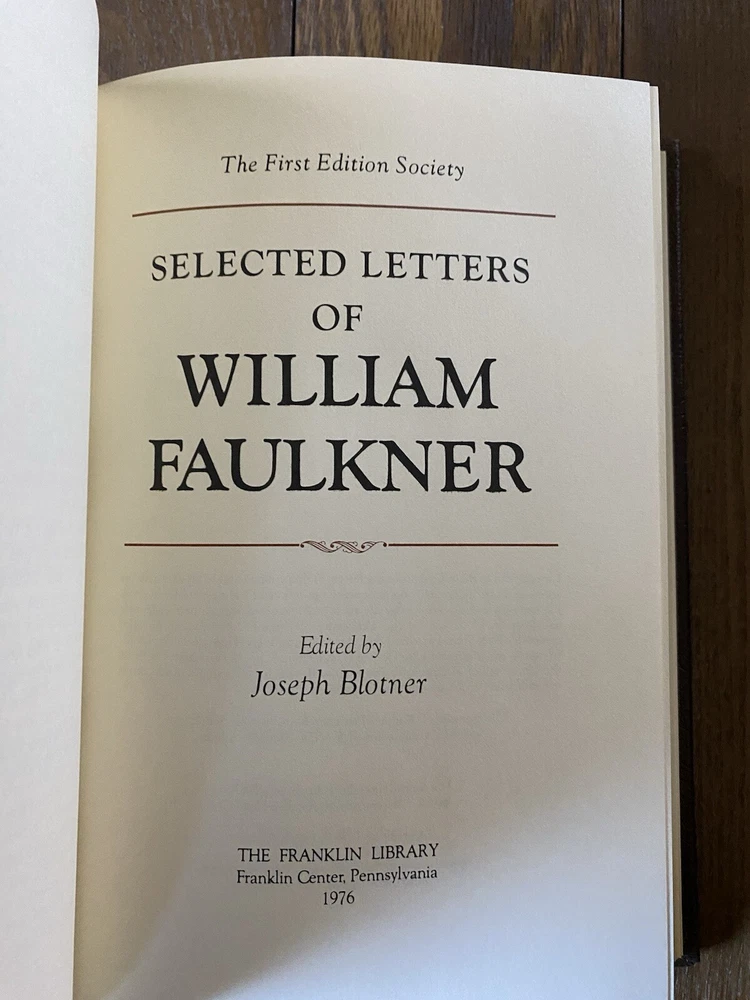 The First Edition Society
SELECTED LETTERS
OF
WILLIAM
FAULKNER
Edited by
Joseph Blotner
THE FRANKLIN LIBRARY
Franklin Center, Pennsylvania
1976